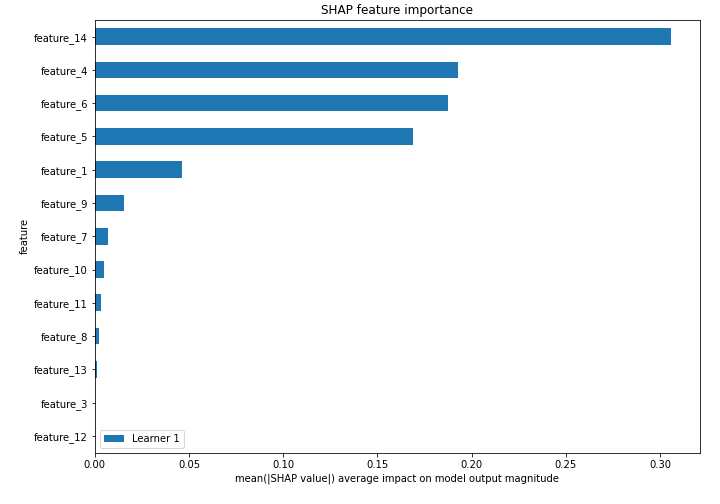 SHAP feature importance
feature_14
feature_4
feature_6
feature_5
feature_1
feature_9
feature_7
feature_10
feature_11
feature_8
feature_13
feature_3
feature_12
feature
Learner 1
0.00 0.05 0.10 0.15 0.20 0.25 0.30
mean(|SHAP value|) average impact on model output magnitude